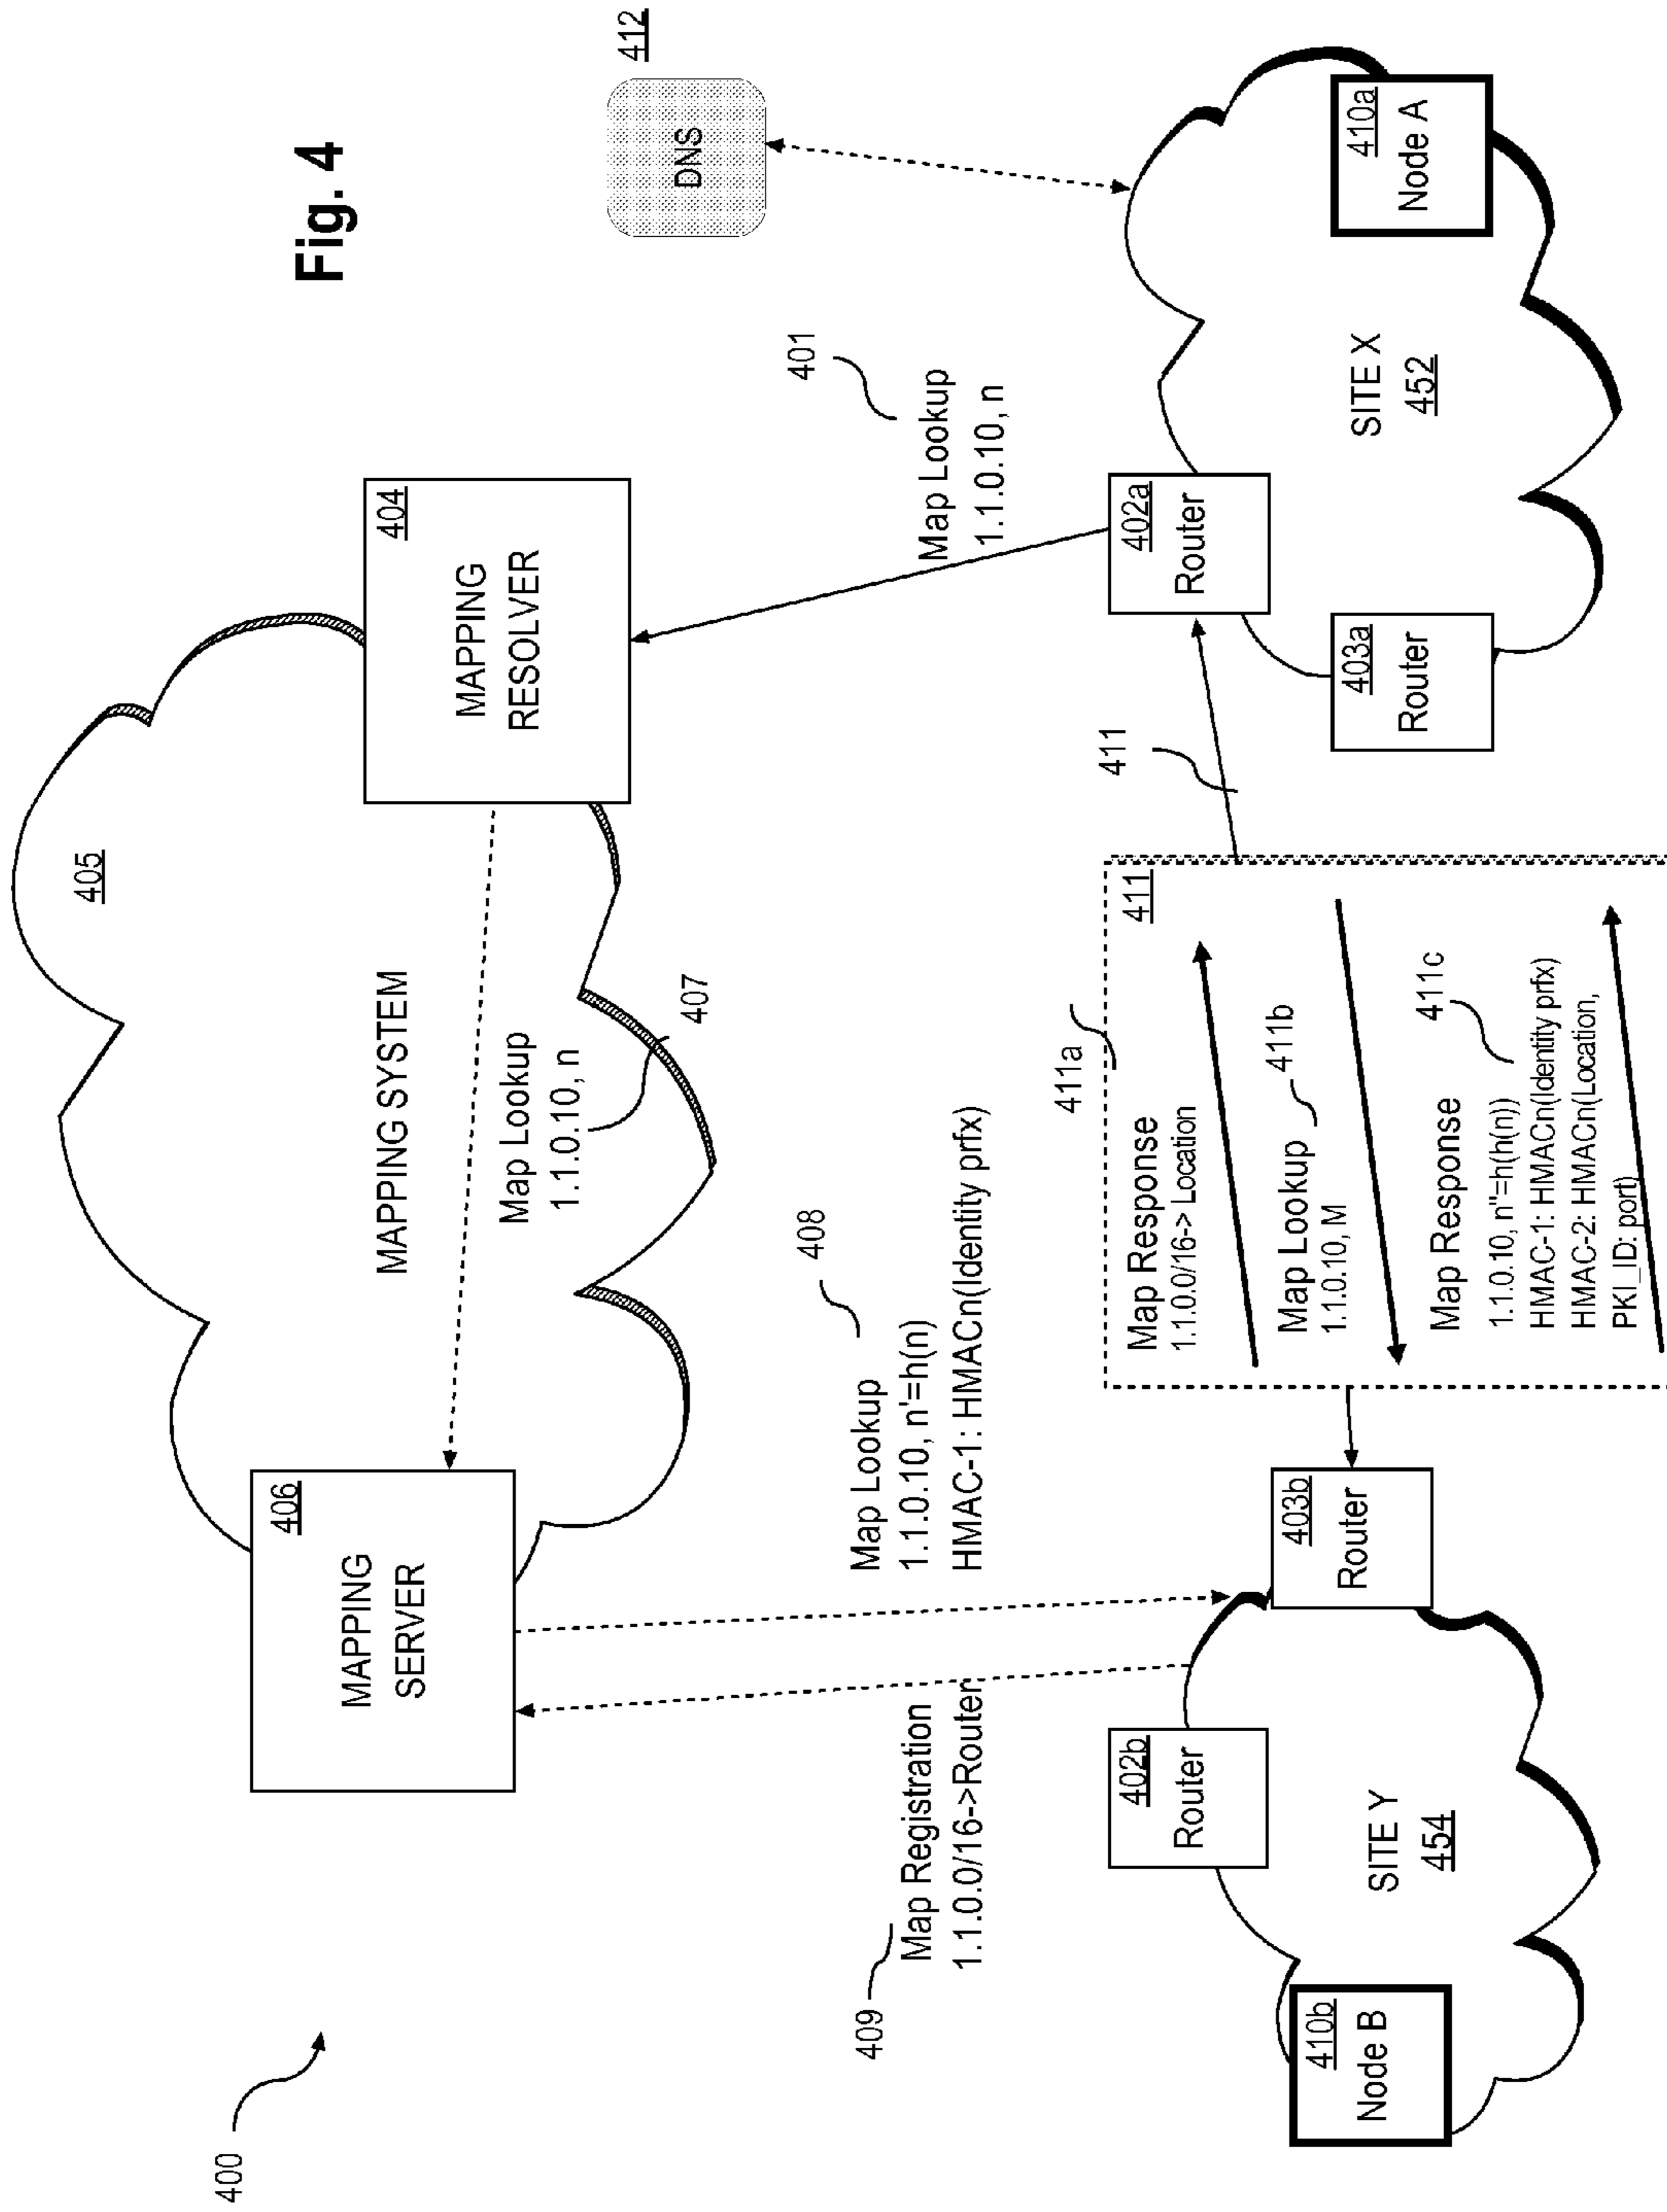 Fig. 4
400
MAPPING SYSTEM
405
MAPPING
SERVER
406
MAPPING
RESOLVER
404
Map Lookup
1.1.0.10, n
407
DNS
412
409
Map Registration
1.1.0.0/16->Router
408
Map Lookup
1.1.0.10, n'=h(n)
HMAC-1: HMACn(Identity prfx)
401
Map Lookup
1.1.0.10, n
411a
411
411
Map Response
1.1.0.0/16-> Location
Map Lookup
1.1.0.10, M
411b
Map Response
411c
1.1.0.10, n''=h(h(n))
HMAC-1: HMACn(Identity prfx)
HMAC-2: HMACn(Location,
PKI_ID: port)
410b
Node B
402b
Router
403b
Router
SITE Y
454
403a
Router
402a
Router
SITE X
452
410a
Node A